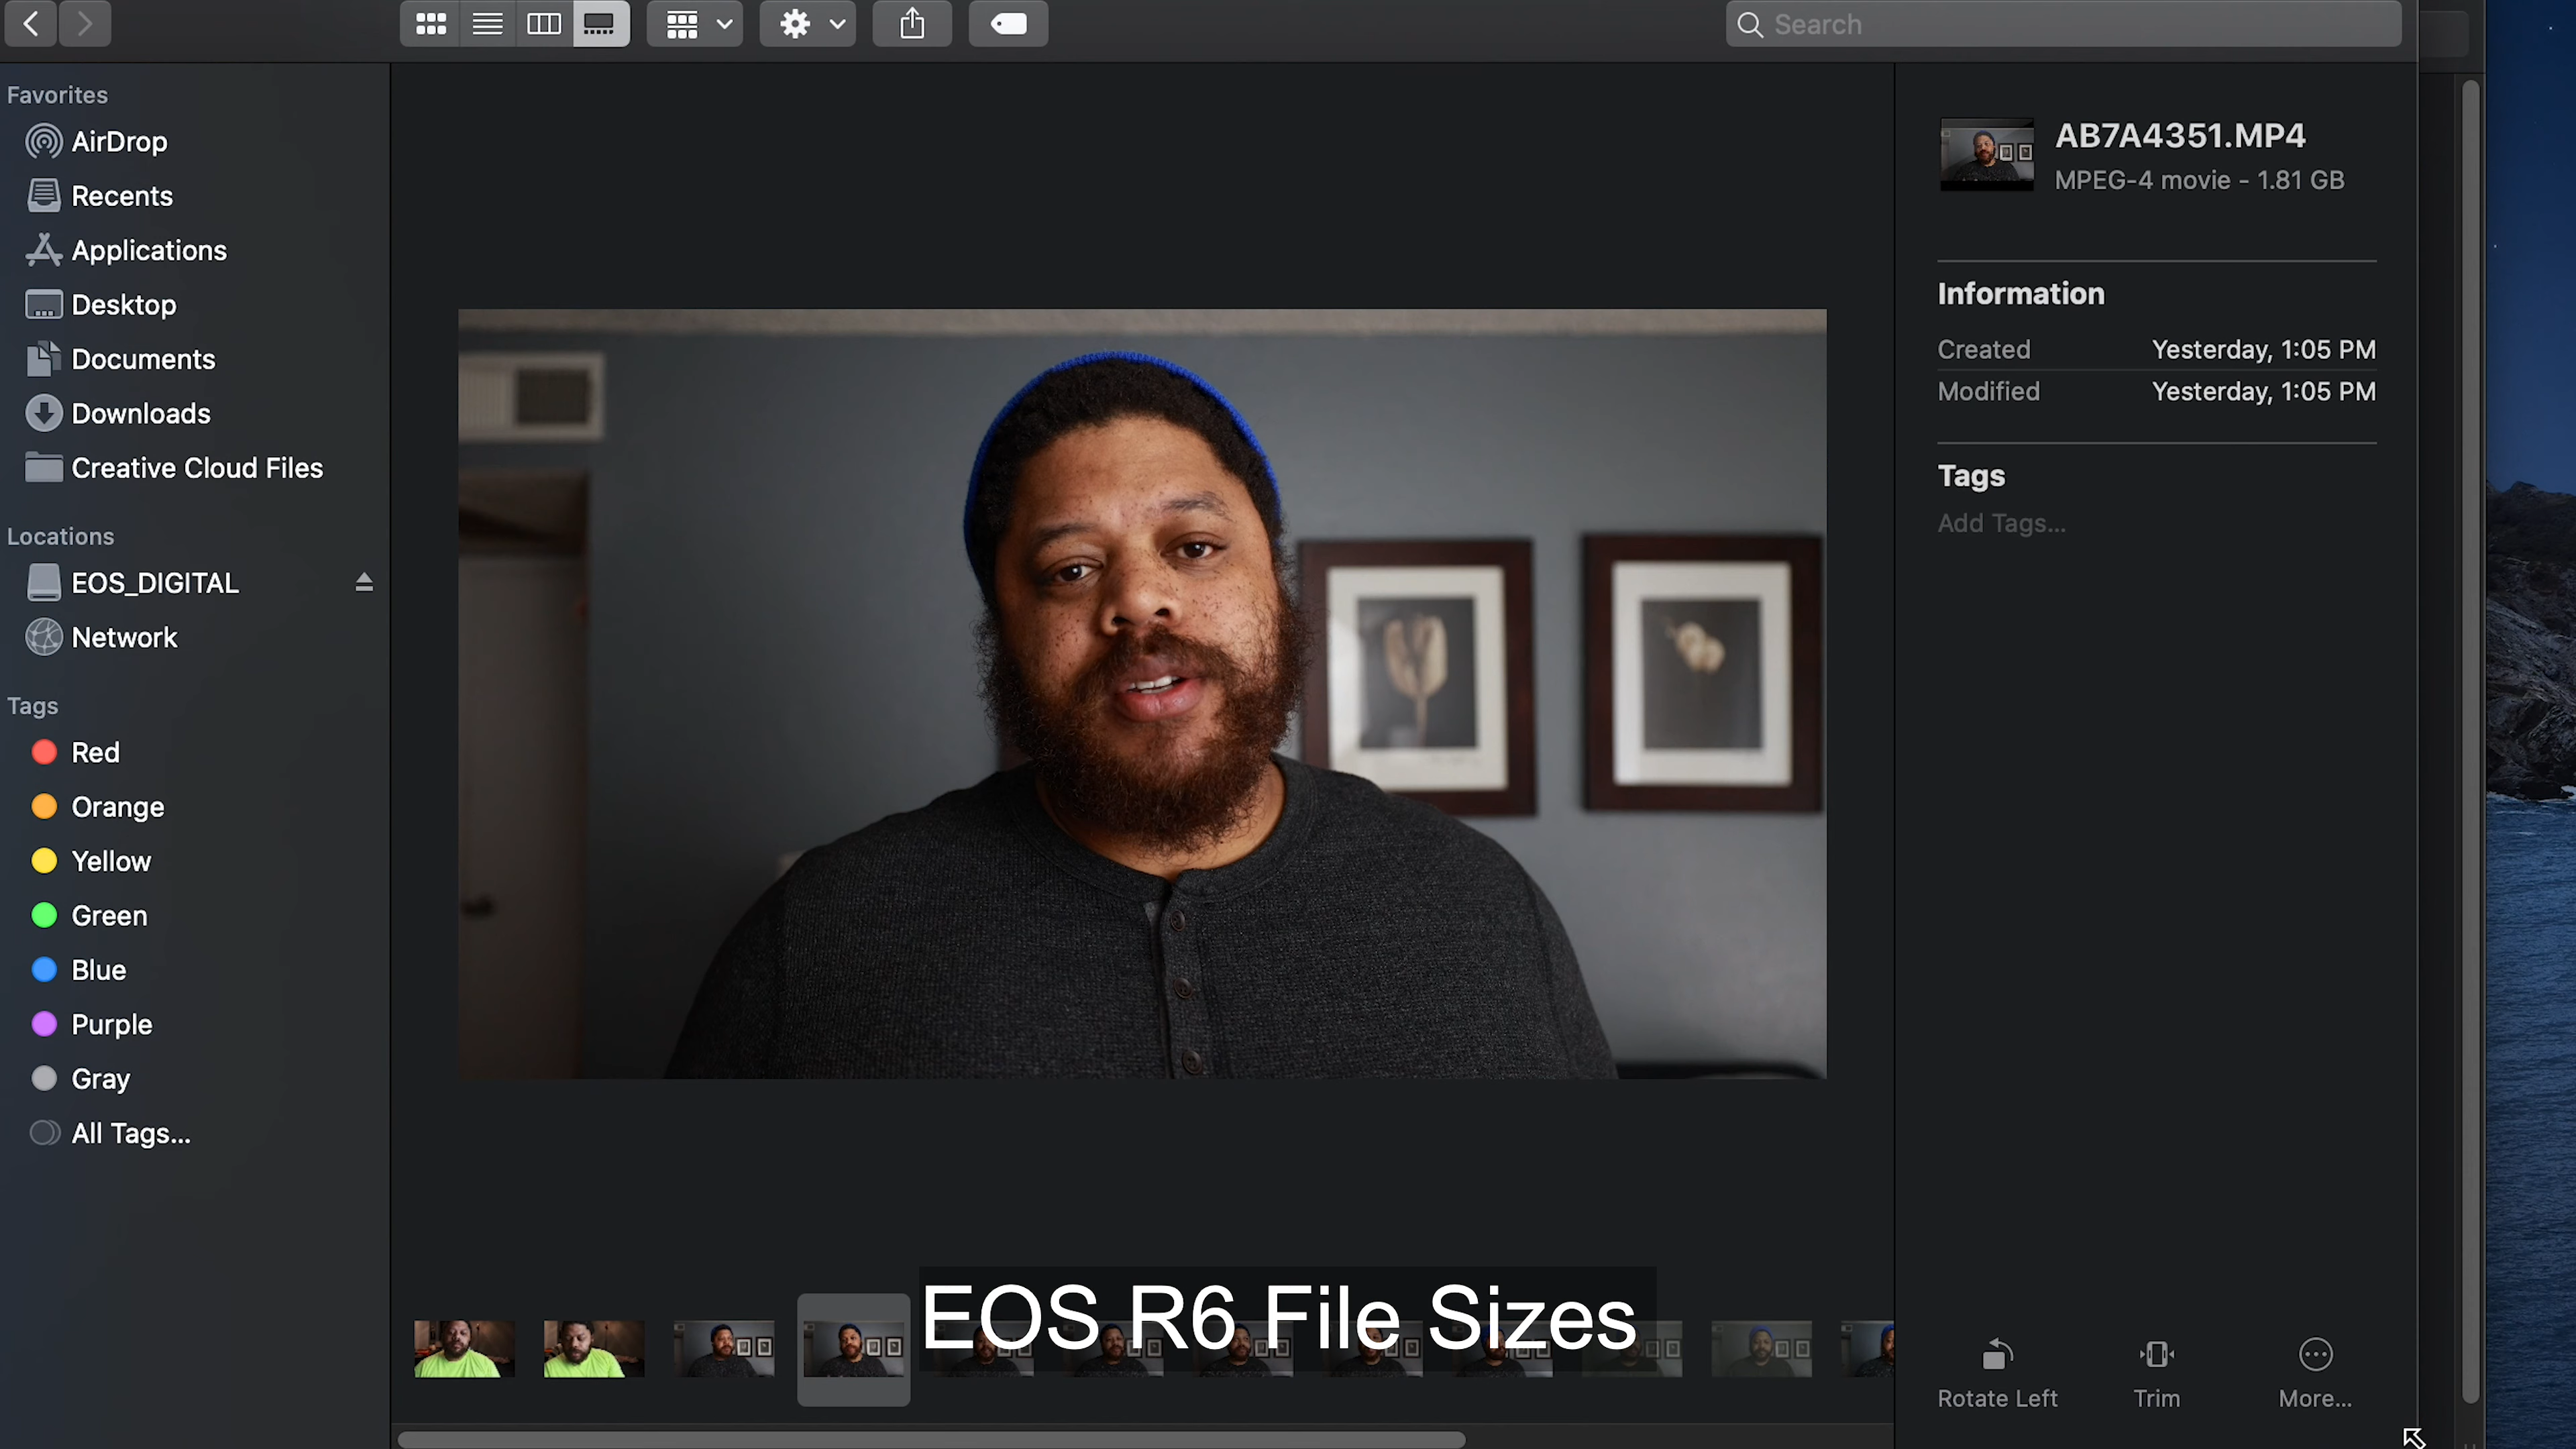 Search
Favorites
AirDrop
Recents
Applications
Desktop
Documents
Downloads
Creative Cloud Files
Locations
EOS_DIGITAL
Network
Tags
Red
Orange
Yellow
Green
Blue
Purple
Gray
All Tags...
AB7A4351.MP4
MPEG-4 movie - 1.81 GB
Information
Created Yesterday, 1:05 PM
Modified Yesterday, 1:05 PM
Tags
Add Tags...
EOS R6 File Sizes
Rotate Left
Trim
More...